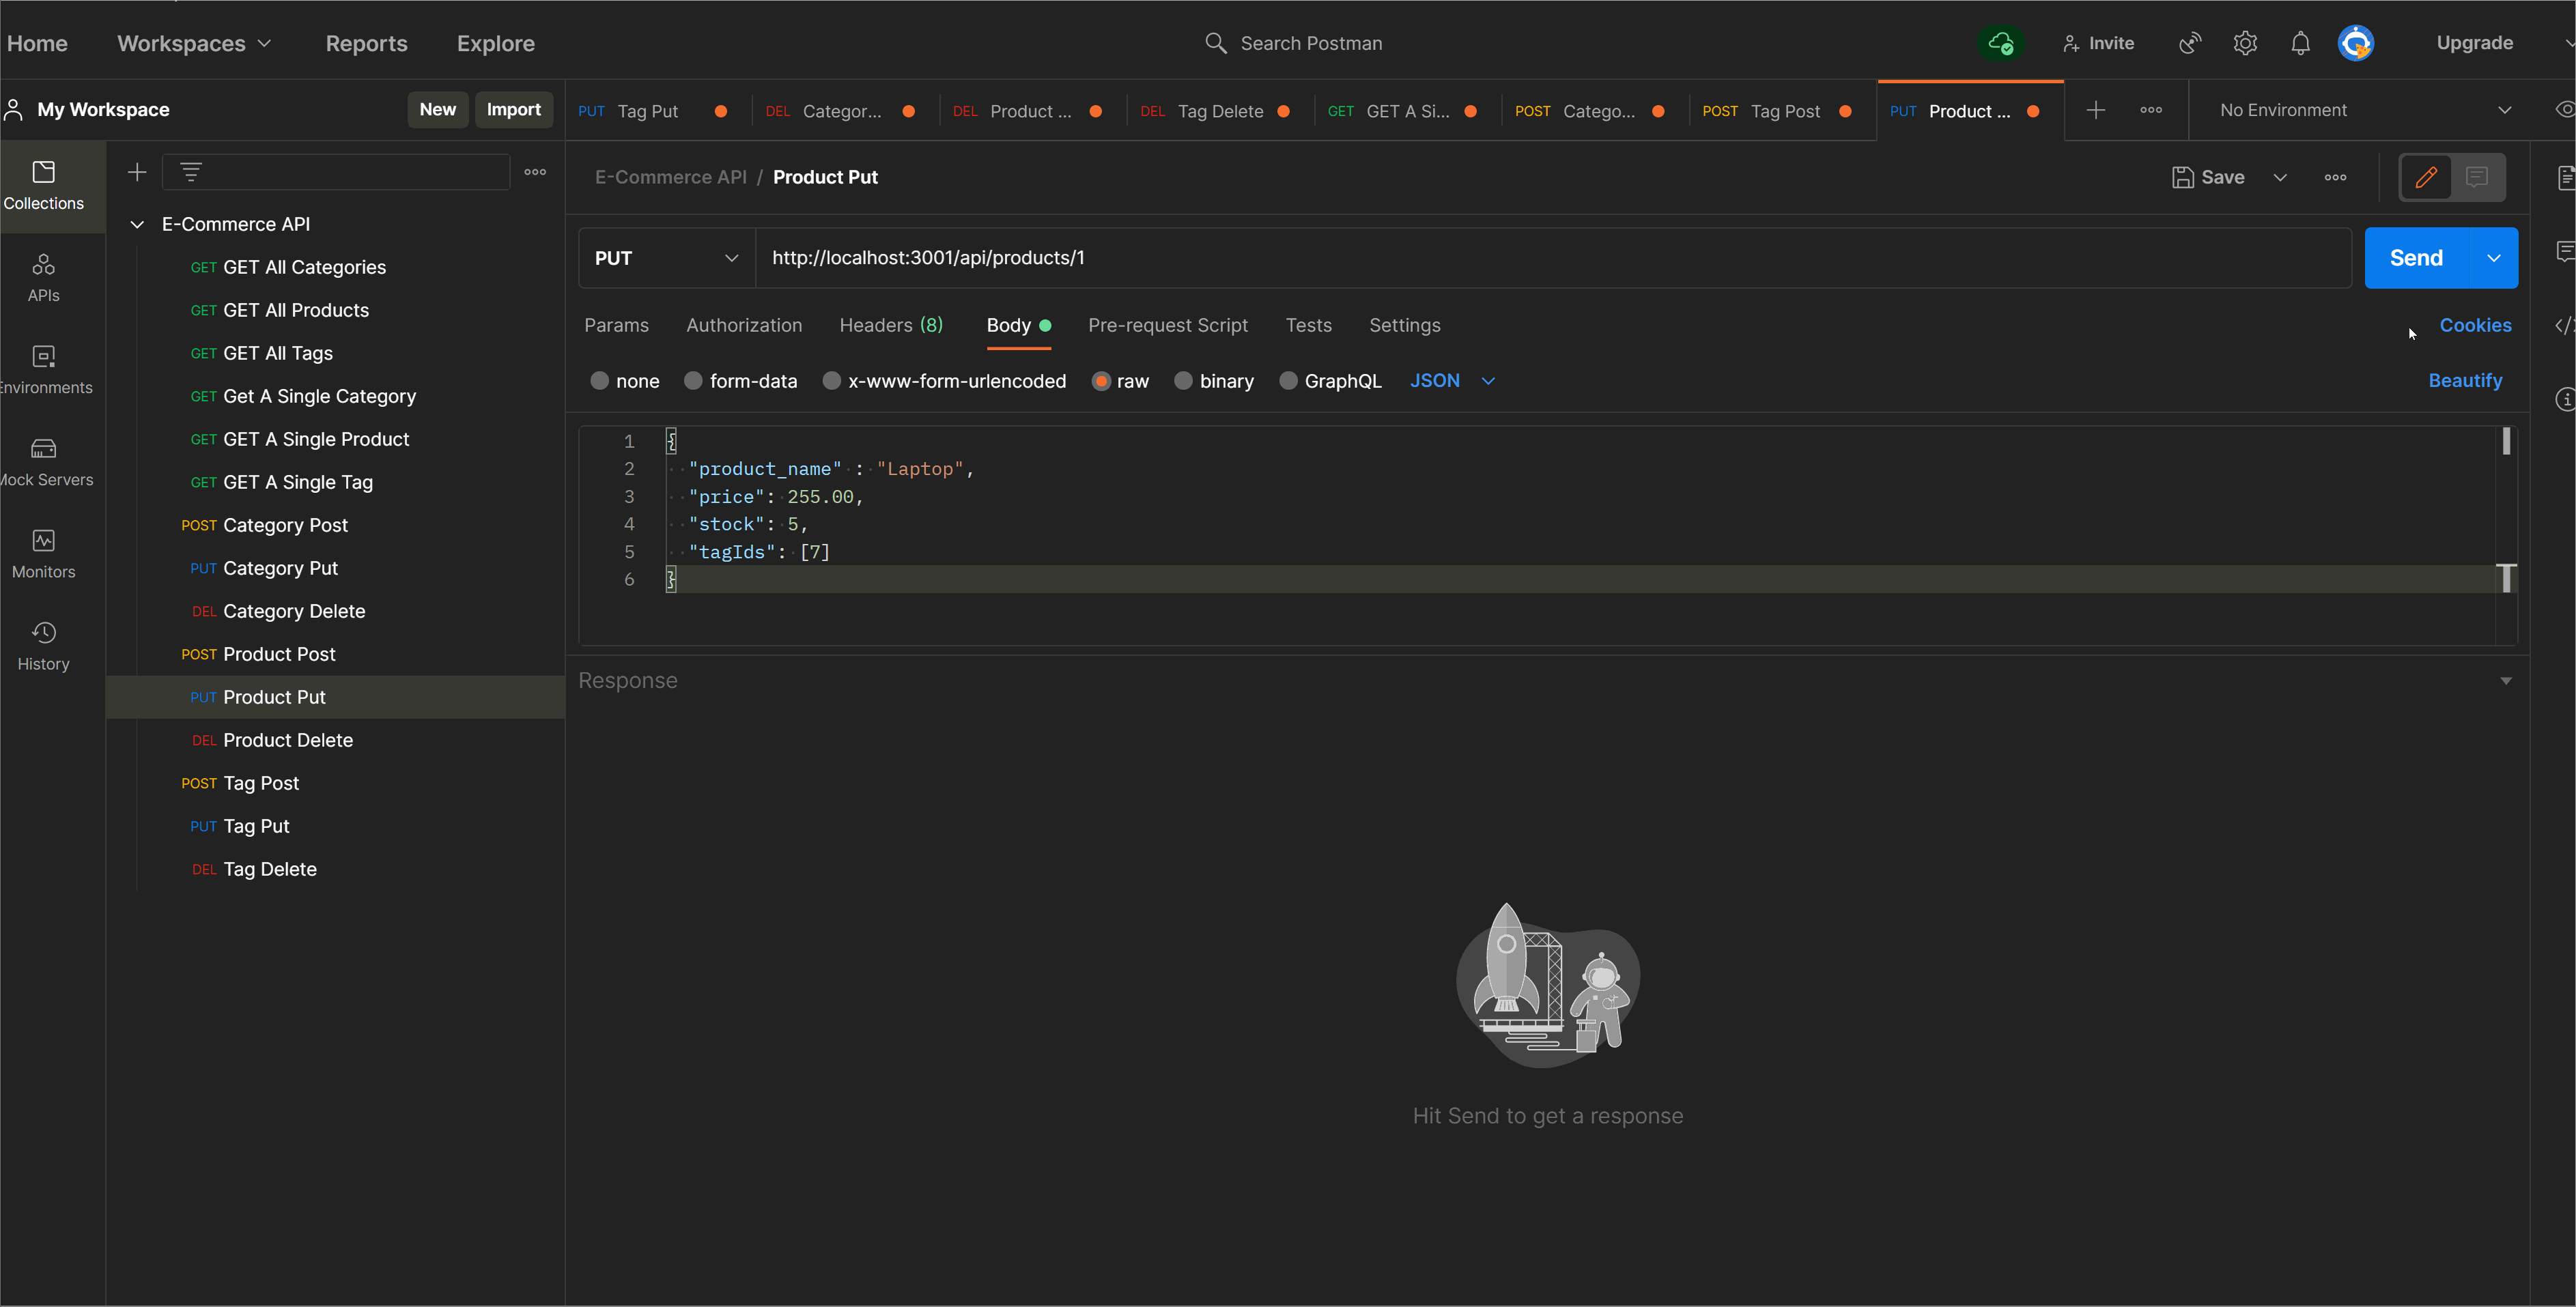 Home Workspaces Reports Explore Search Postman Invite Upgrade
My Workspace New Import PUT Tag Put DEL Categor... DEL Product ... DEL Tag Delete GET GET A Si... POST Catego... POST Tag Post PUT Product ... No Environment
E-Commerce API / Product Put Save
Collections
APIs
Environments
Mock Servers
Monitors
History
E-Commerce API
GET GET All Categories
GET GET All Products
GET GET All Tags
GET Get A Single Category
GET GET A Single Product
GET GET A Single Tag
POST Category Post
PUT Category Put
DEL Category Delete
POST Product Post
PUT Product Put
DEL Product Delete
POST Tag Post
PUT Tag Put
DEL Tag Delete
PUT http://localhost:3001/api/products/1 Send
Params Authorization Headers (8) Body Pre-request Script Tests Settings Cookies
none form-data x-www-form-urlencoded raw binary GraphQL JSON Beautify
1 {
2 "product_name" : "Laptop",
3 "price": 255.00,
4 "stock": 5,
5 "tagIds": [7]
6 }
Response
Hit Send to get a response